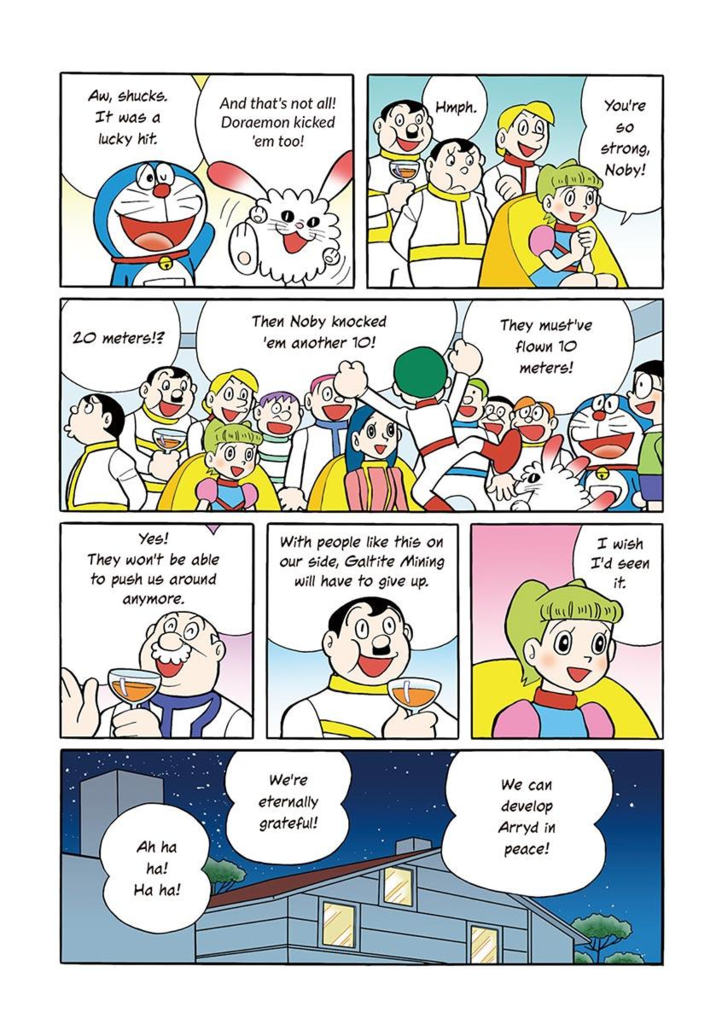 Aw, shucks.
It was a
lucky hit.
And that's not all!
Doraemon kicked
'em too!
Hmph.
You're
so
strong,
Noby!
20 meters!?
Then Noby knocked
'em another 10!
They must've
flown 10
meters!
Yes!
They won't be able
to push us around
anymore.
With people like this on
our side, Galtite Mining
will have to give up.
I wish
I'd seen
it.
Ah ha
ha!
Ha ha!
We're
eternally
grateful!
We can
develop
Arryd in
peace!